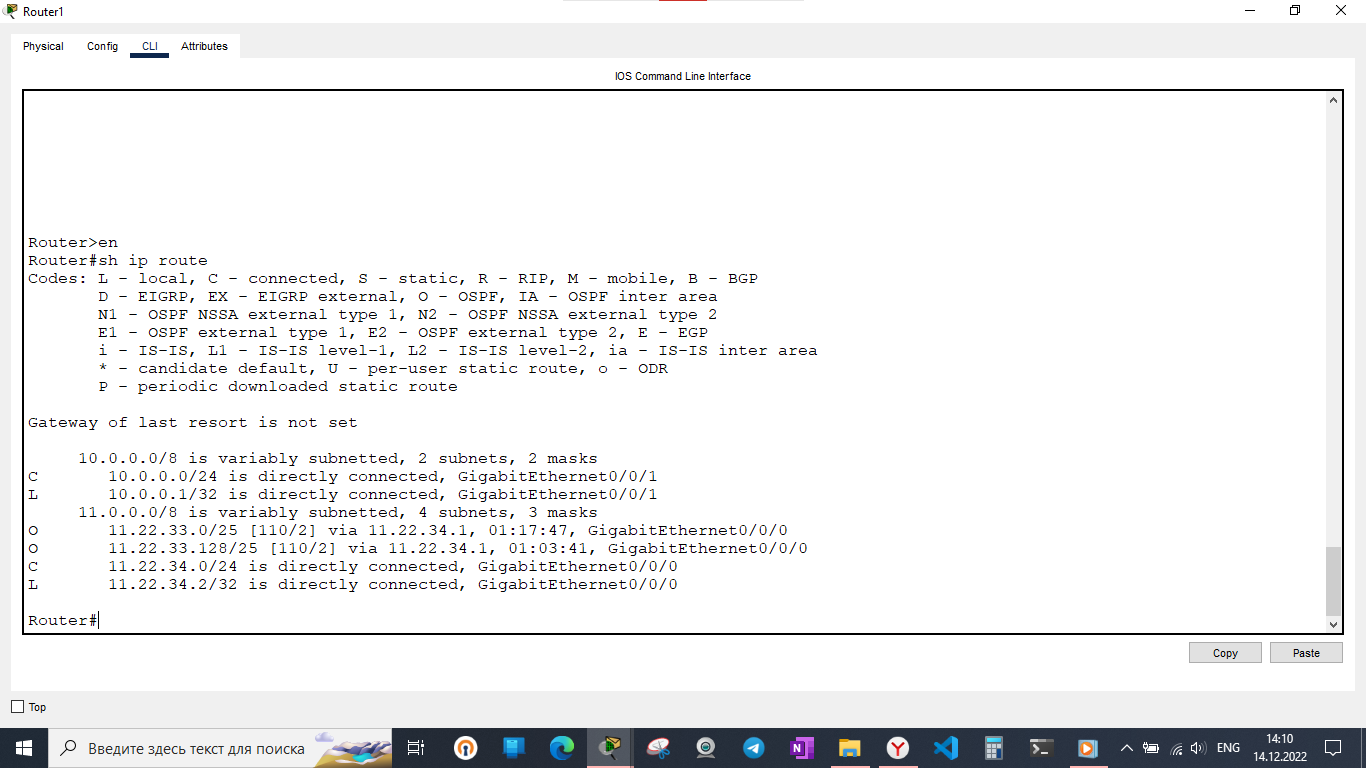 Router1
Physical Config CLI Attributes
IOS Command Line Interface
Router>en
Router#sh ip route
Codes: L - local, C - connected, S - static, R - RIP, M - mobile, B - BGP
D - EIGRP, EX - EIGRP external, O - OSPF, IA - OSPF inter area
N1 - OSPF NSSA external type 1, N2 - OSPF NSSA external type 2
E1 - OSPF external type 1, E2 - OSPF external type 2, E - EGP
i - IS-IS, L1 - IS-IS level-1, L2 - IS-IS level-2, ia - IS-IS inter area
* - candidate default, U - per-user static route, o - ODR
P - periodic downloaded static route
Gateway of last resort is not set
10.0.0.0/8 is variably subnetted, 2 subnets, 2 masks
C 10.0.0.0/24 is directly connected, GigabitEthernet0/0/1
L 10.0.0.1/32 is directly connected, GigabitEthernet0/0/1
11.0.0.0/8 is variably subnetted, 4 subnets, 3 masks
O 11.22.33.0/25 [110/2] via 11.22.34.1, 01:17:47, GigabitEthernet0/0/0
O 11.22.33.128/25 [110/2] via 11.22.34.1, 01:03:41, GigabitEthernet0/0/0
C 11.22.34.0/24 is directly connected, GigabitEthernet0/0/0
L 11.22.34.2/32 is directly connected, GigabitEthernet0/0/0
Router#
Copy Paste
Top
Введите здесь текст для поиска
ENG
14:10
14.12.2022